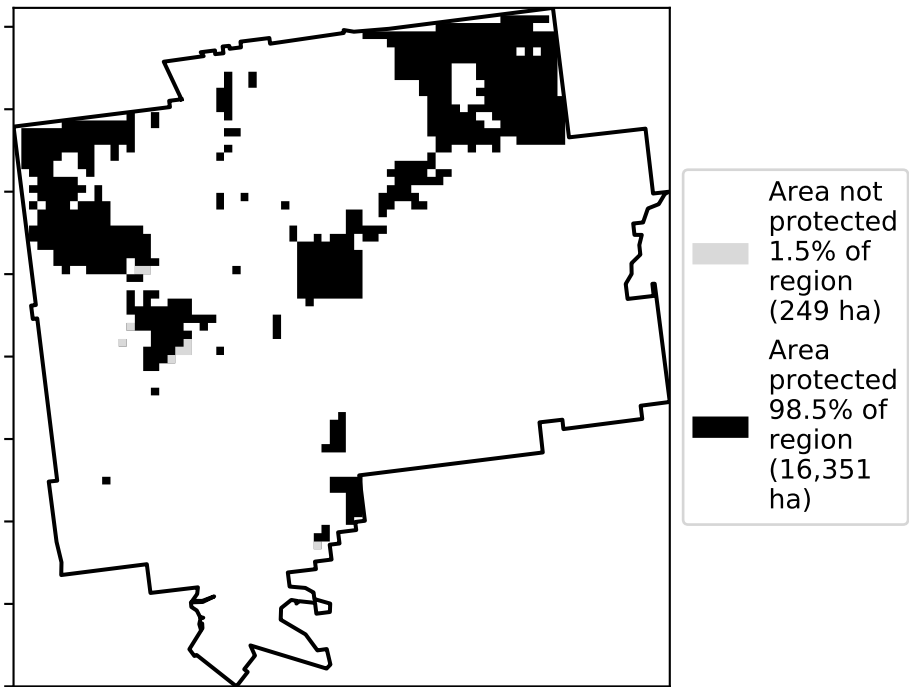 Area not
protected
1.5% of
region
(249 ha)
Area
protected
98.5% of
region
(16,351
ha)